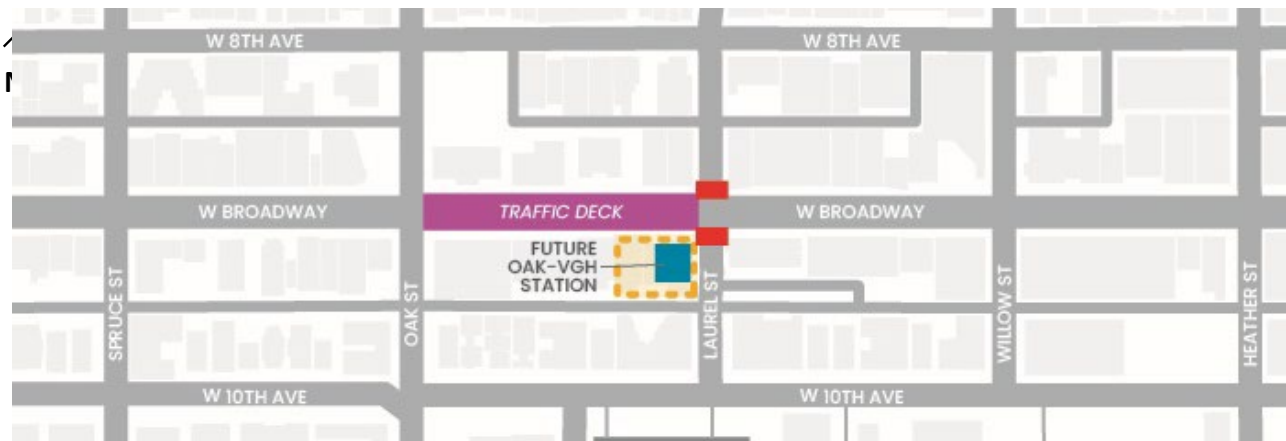 W 8TH AVE
W 8TH AVE
W BROADWAY
TRAFFIC DECK
W BROADWAY
FUTURE
OAK-VGH
STATION
SPRUCE ST
OAK ST
LAUREL ST
WILLOW ST
HEATHER ST
W 10TH AVE
W 10TH AVE